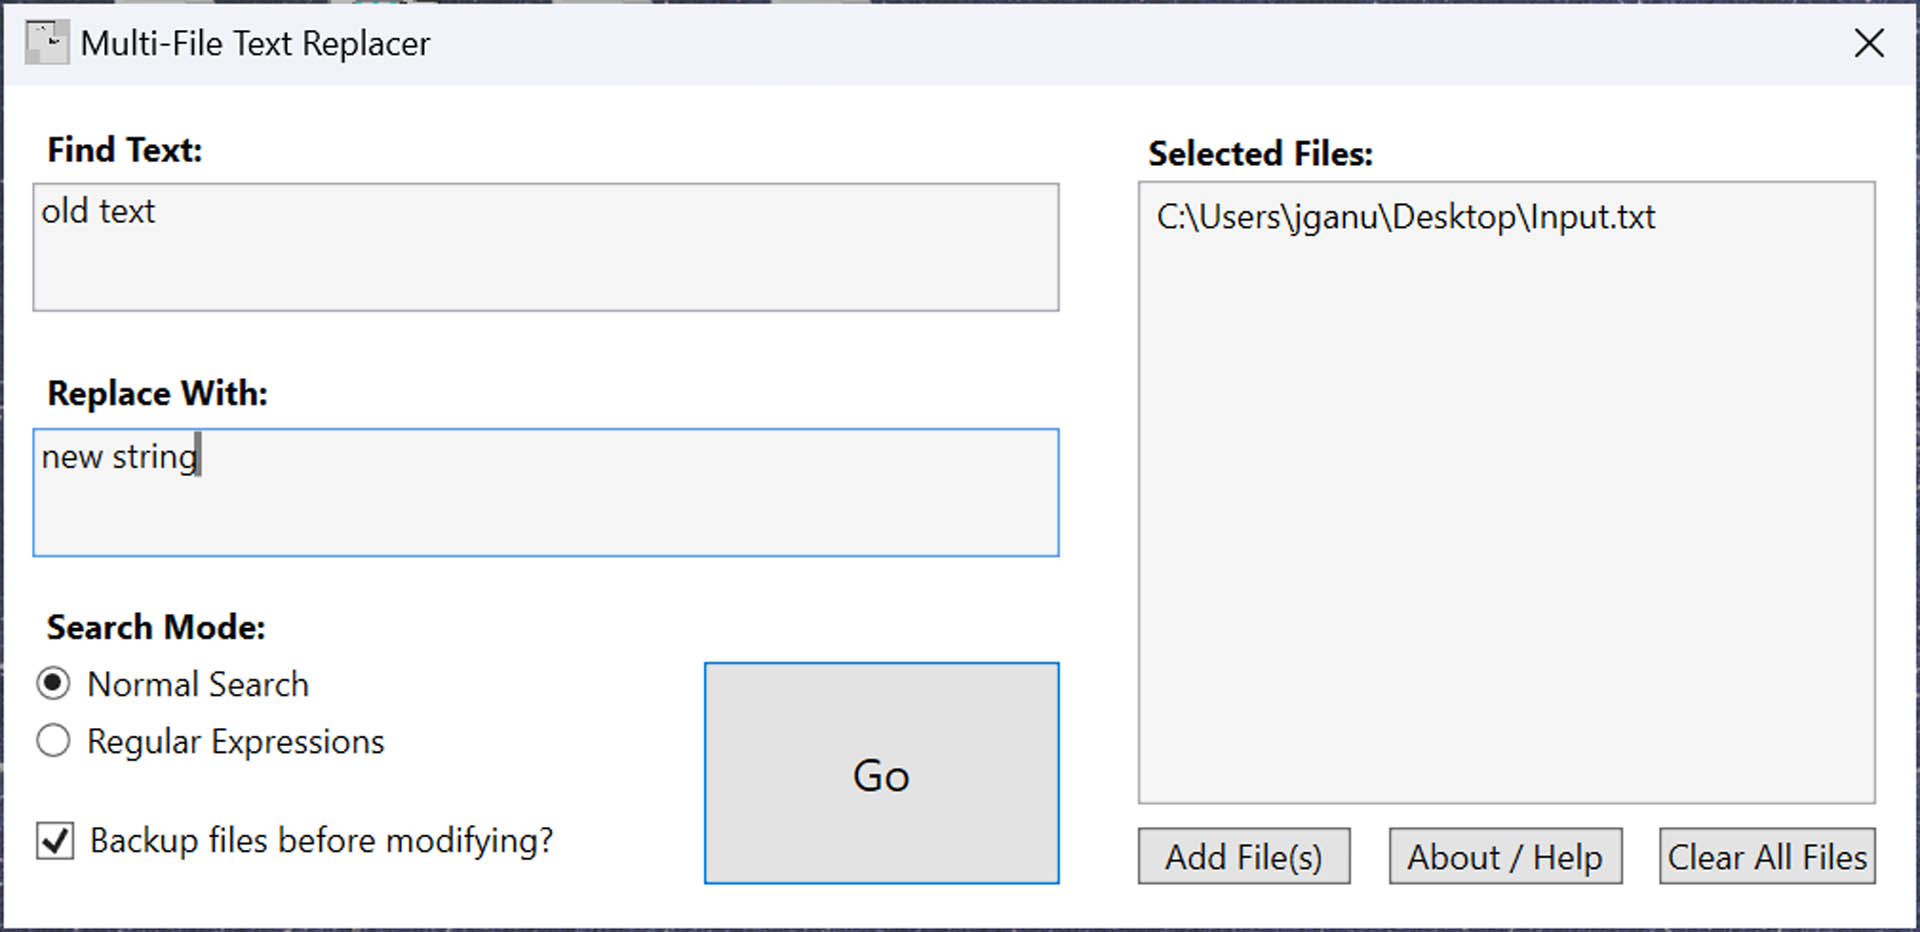 Multi-File Text Replacer
Find Text:
old text
Replace With:
new string
Search Mode:
Normal Search
Regular Expressions
Backup files before modifying?
Go
Selected Files:
C:\Users\jganu\Desktop\Input.txt
Add File(s)
About / Help
Clear All Files